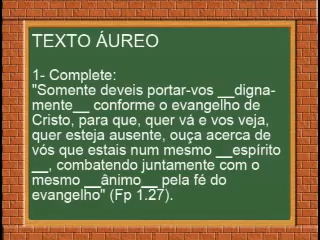 TEXTO ÁUREO
1- Complete:
"Somente deveis portar-vos __digna-
mente__ conforme o evangelho de
Cristo, para que, quer vá e vos veja,
quer esteja ausente, ouça acerca de
vós que estais num mesmo __espírito
__, combatendo juntamente com o
mesmo __ânimo__ pela fé do
evangelho" (Fp 1.27).